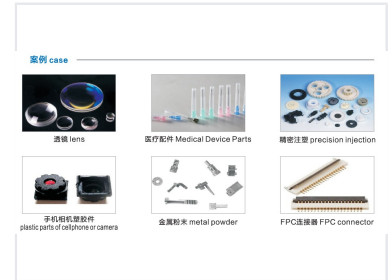 案例 case
透镜 lens
医疗配件 Medical Device Parts
精密注塑 precision injection
手机相机塑胶件
plastic parts of cellphone or camera
金属粉末 metal powder
FPC连接器 FPC connector